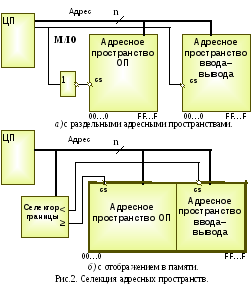 Адрес
n
ЦП
М/IO
Адресное
пространство
ОП
Адресное
пространство
ввода–
вывода
1
cs
cs
00...0
FF...F
00...0
FF...F
а) с раздельными адресными пространствами.
Адрес
n
ЦП
cs
cs
Селектор
границы
<
≥
Адресное
пространство ОП
Адресное
пространство
ввода–
вывода
00...0
FF...F
б) с отображением в памяти.
Рис.2. Селекция адресных пространств.